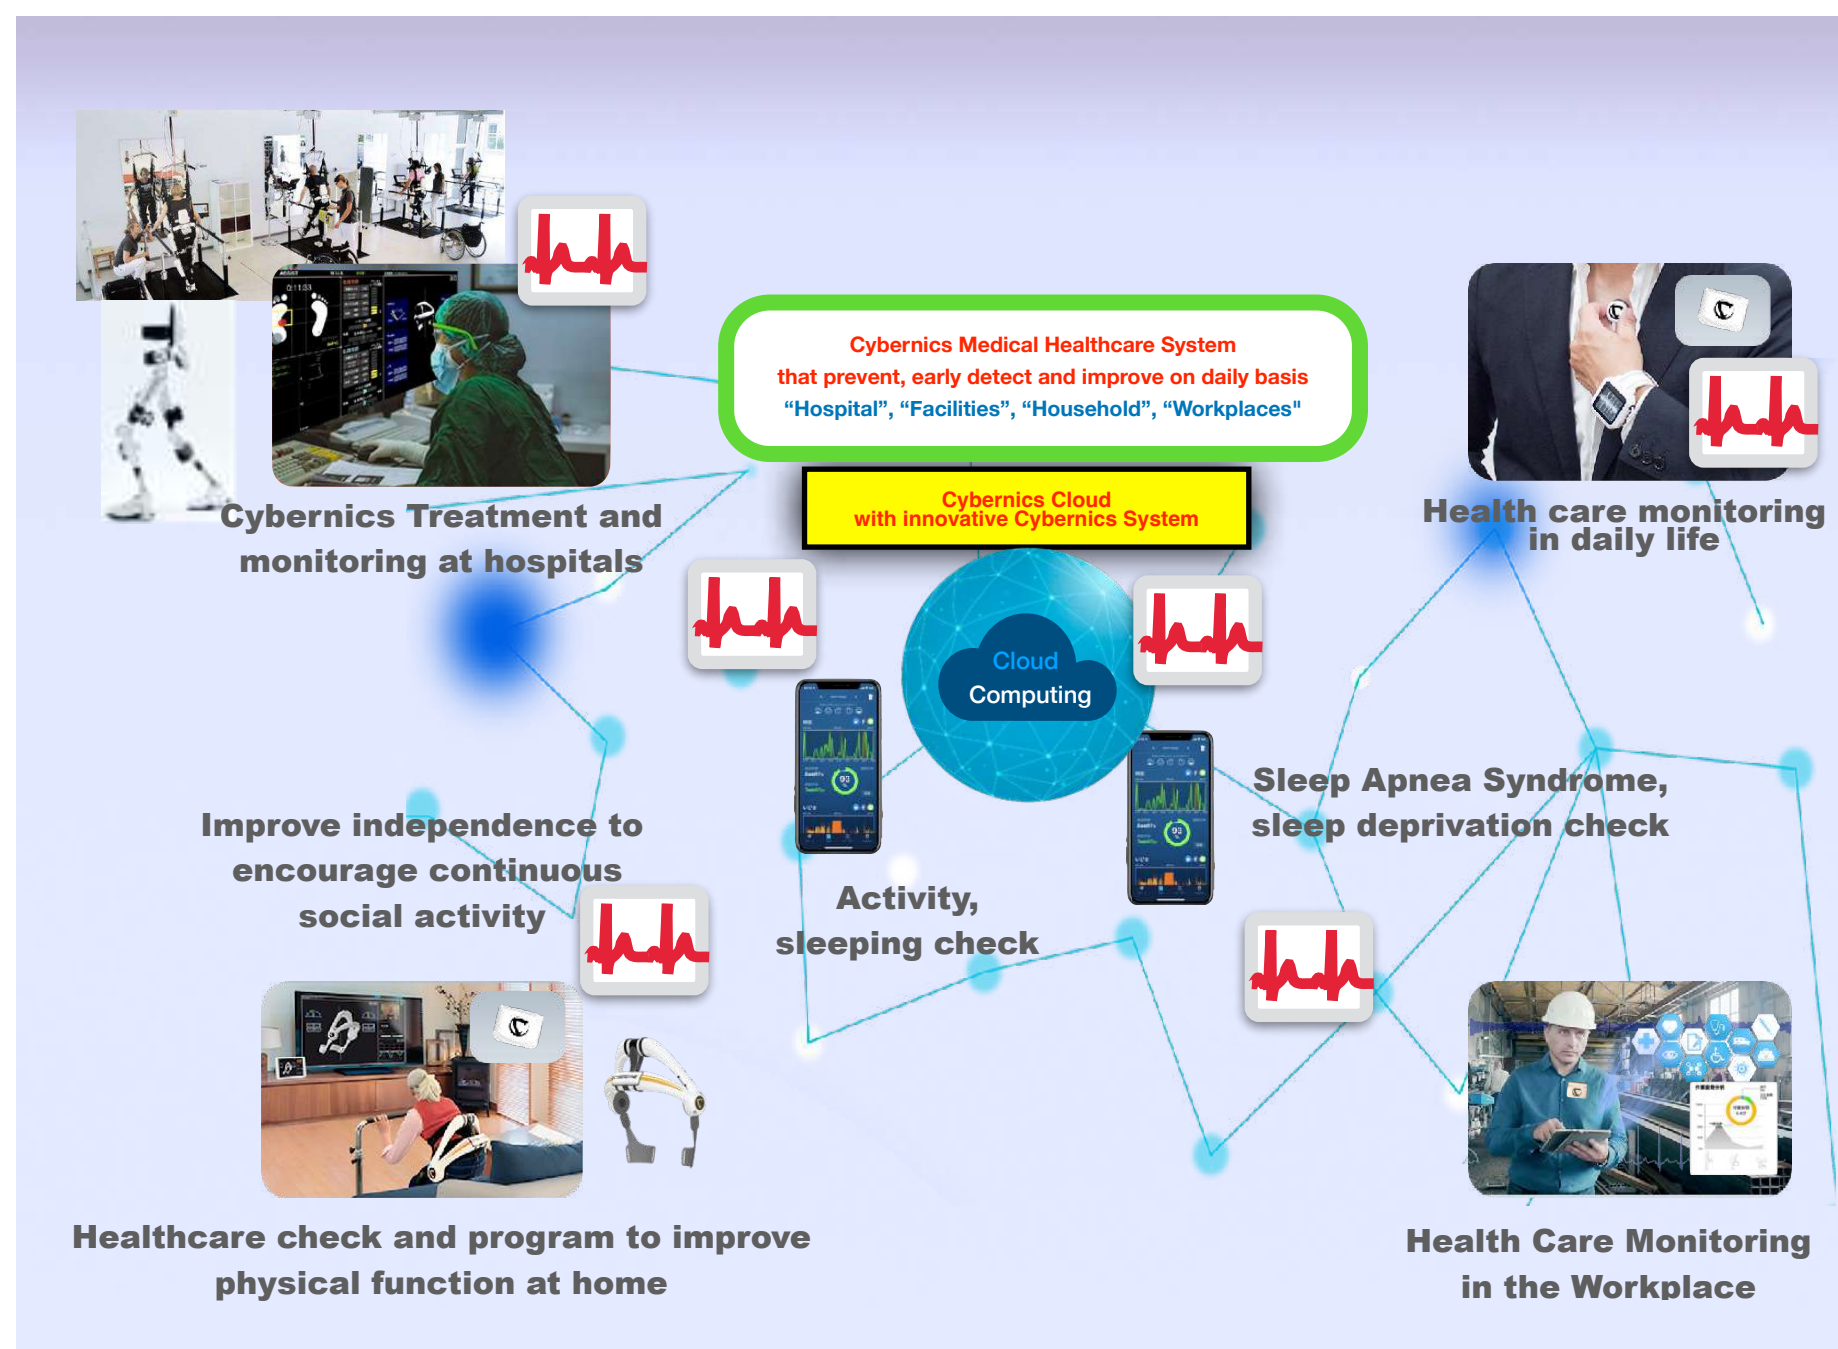 Cybernics Medical Healthcare System
that prevent, early detect and improve on daily basis
“Hospital”, “Facilities”, “Household”, “Workplaces"
Cybernics Cloud
with innovative Cybernics System
Cybernics Treatment and
monitoring at hospitals
Health care monitoring
in daily life
Cloud
Computing
Sleep Apnea Syndrome,
sleep deprivation check
Improve independence to
encourage continuous
social activity
Activity,
sleeping check
Healthcare check and program to improve
physical function at home
Health Care Monitoring
in the Workplace